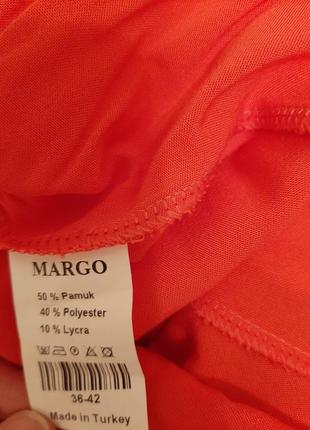 MARGO
50 % Pamuk
40 % Polyester
10 % Lycra
36-42
Made in Turkey